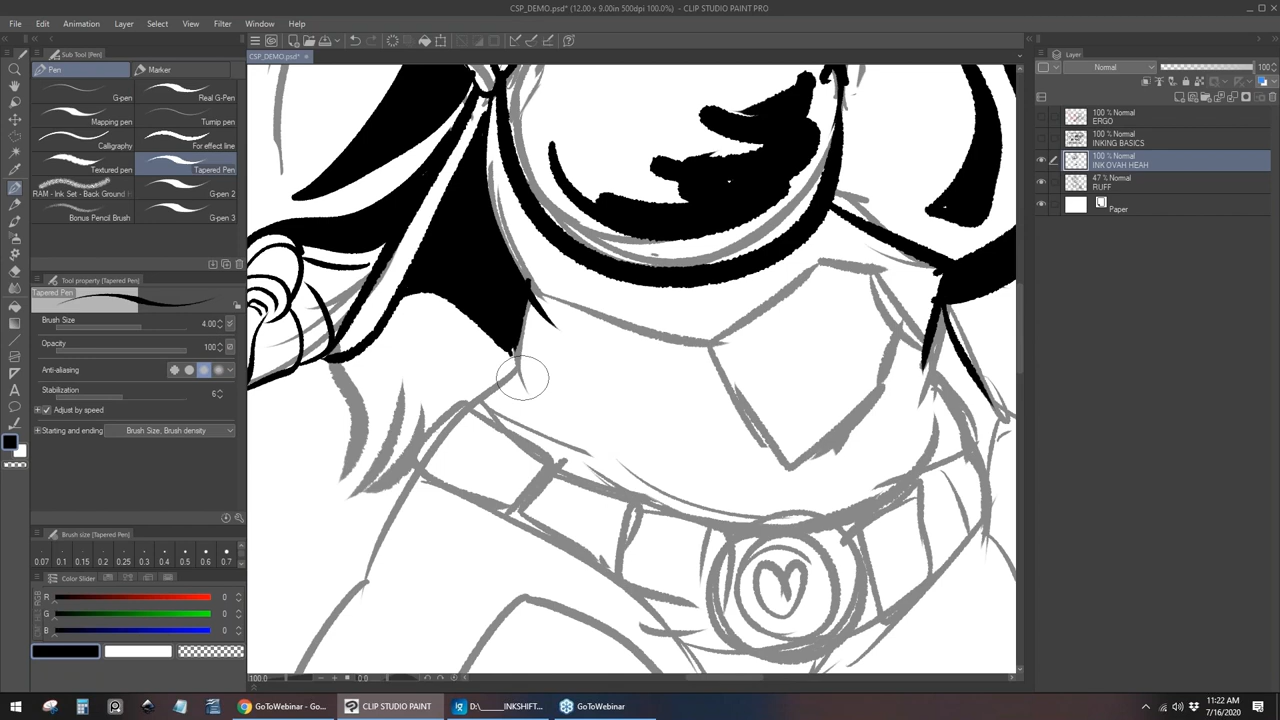 CSP_DEMO.psd* (12.00 x 9.00in 500dpi 100.0%) - CLIP STUDIO PAINT PRO
File Edit Animation Layer Select View Filter Window Help
Sub Tool [Pen]
CSP_DEMO.psd*
Layer
Pen Marker
Normal 100
G-pen Real G-Pen
Mapping pen Turnip pen
Calligraphy For effect line
Textured pen Tapered Pen
RAM - Ink Set - Back Ground I G-pen 2
Bonus Pencil Brush G-pen 3
100 % Normal
ERGO
100 % Normal
INKING BASICS
100 % Normal
INK OVAH HEAH
47 % Normal
RUFF
Paper
Tool property [Tapered Pen]
Tapered Pen
Brush Size 4.00
Opacity 100
Anti-aliasing
Stabilization 6
Adjust by speed
Starting and ending Brush Size, Brush density
Brush size [Tapered Pen]
0.07 0.1 0.15 0.2 0.25 0.3 0.4 0.5 0.6 0.7
Color Slider
R 0
G 0
B 0
100.0 0.0
GoToWebinar - Go... CLIP STUDIO PAINT D:\_____INKSHIFT... GoToWebinar
11:22 AM
7/16/2020